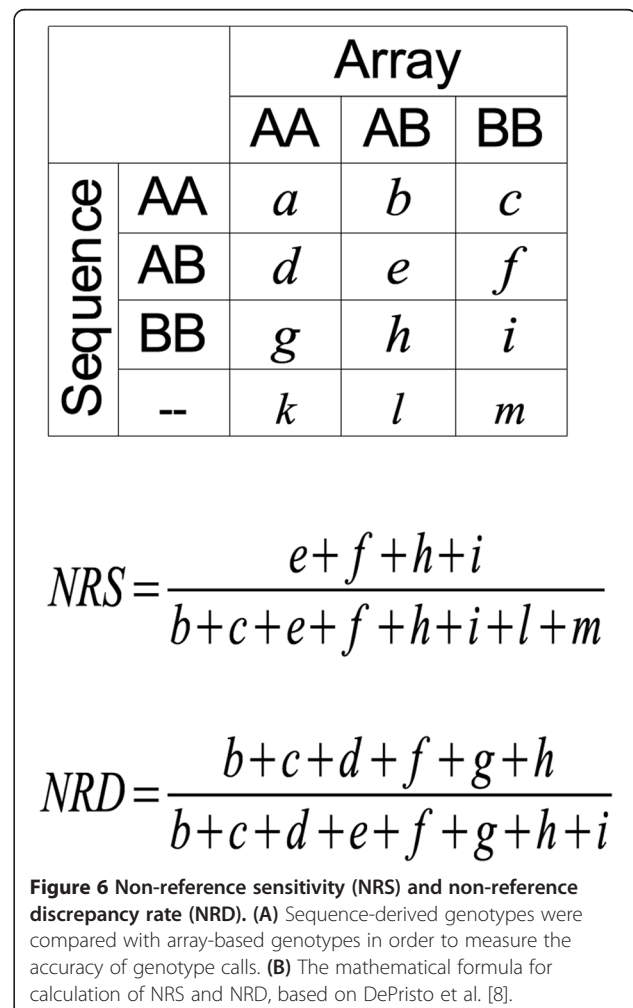 Array
AA AB BB
Sequence AA a b c
AB d e f
BB g h i
-- k l m
NRS = e+f+h+i / b+c+e+f+h+i+l+m
NRD = b+c+d+f+g+h / b+c+d+e+f+g+h+i
Figure 6 Non-reference sensitivity (NRS) and non-reference
discrepancy rate (NRD). (A) Sequence-derived genotypes were
compared with array-based genotypes in order to measure the
accuracy of genotype calls. (B) The mathematical formula for
calculation of NRS and NRD, based on DePristo et al. [8].